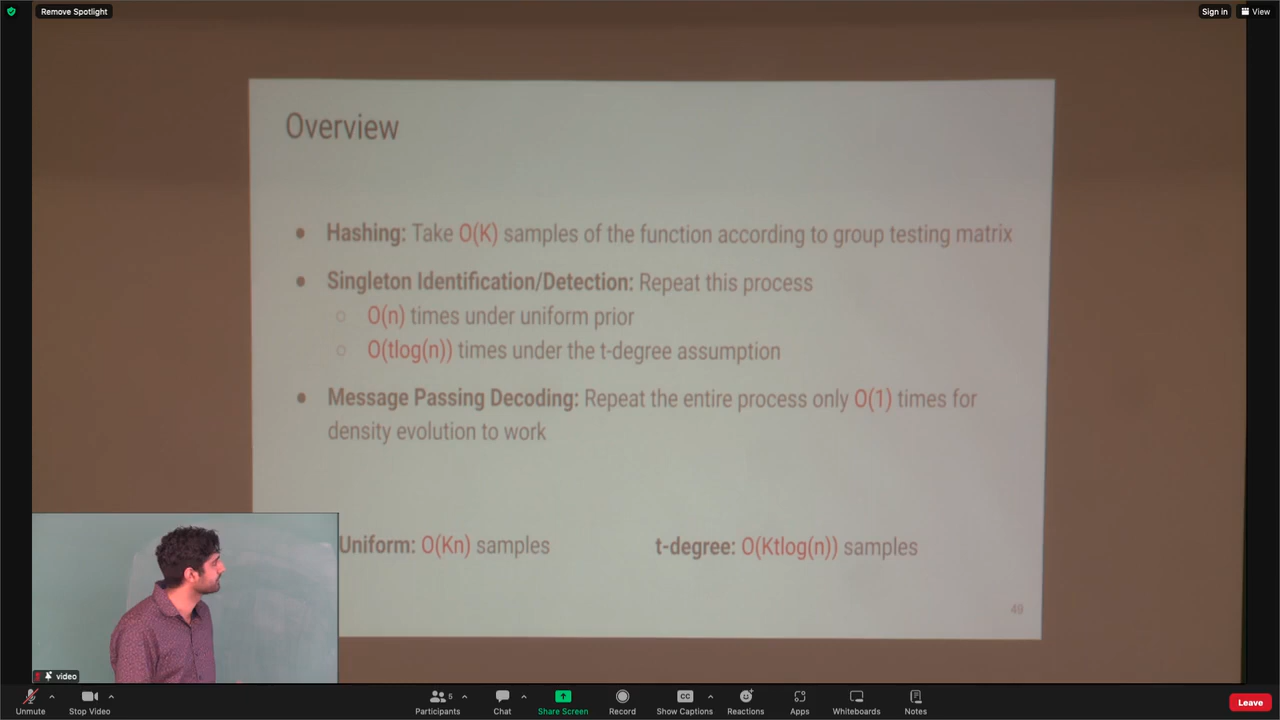 Remove Spotlight
Sign in
View
Overview
Hashing: Take O(K) samples of the function according to group testing matrix
Singleton Identification/Detection: Repeat this process
O(n) times under uniform prior
O(tlog(n)) times under the t-degree assumption
Message Passing Decoding: Repeat the entire process only O(1) times for
density evolution to work
Uniform: O(Kn) samples
t-degree: O(Ktlog(n)) samples
49
video
Unmute
Stop Video
Participants
5
Chat
Share Screen
Record
CC
Show Captions
Reactions
Apps
Whiteboards
Notes
Leave